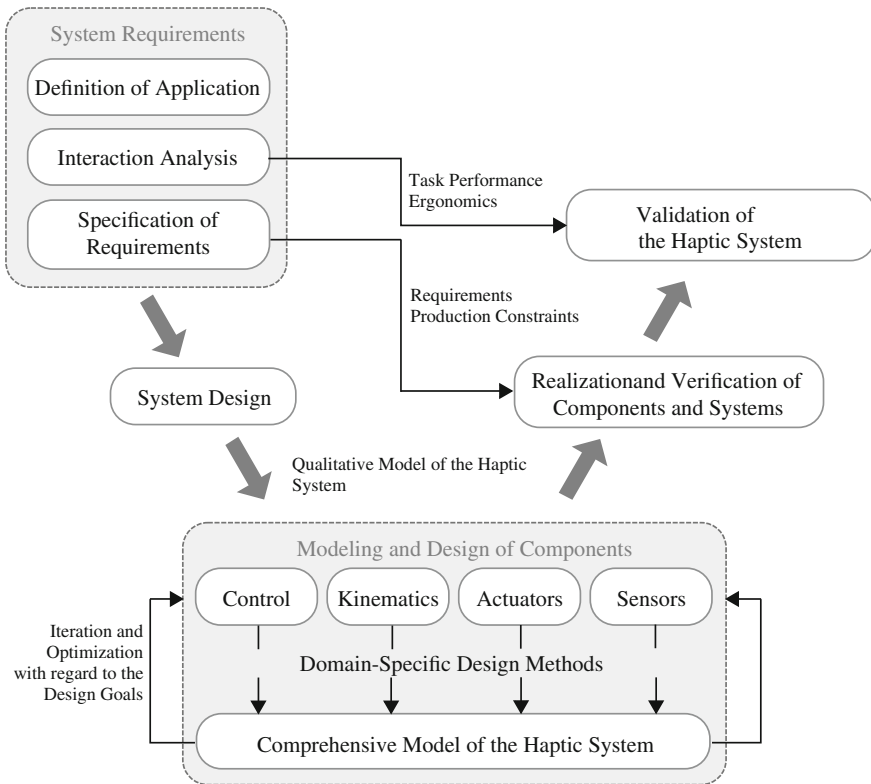 System Requirements
Definition of Application
Interaction Analysis
Specification of
Requirements
Task Performance
Ergonomics
Validation of
the Haptic System
Requirements
Production Constraints
System Design
Realizationand Verification of
Components and Systems
Qualitative Model of the Haptic
System
Modeling and Design of Components
Control
Kinematics
Actuators
Sensors
Iteration and
Optimization
with regard to the
Design Goals
Domain-Specific Design Methods
Comprehensive Model of the Haptic System